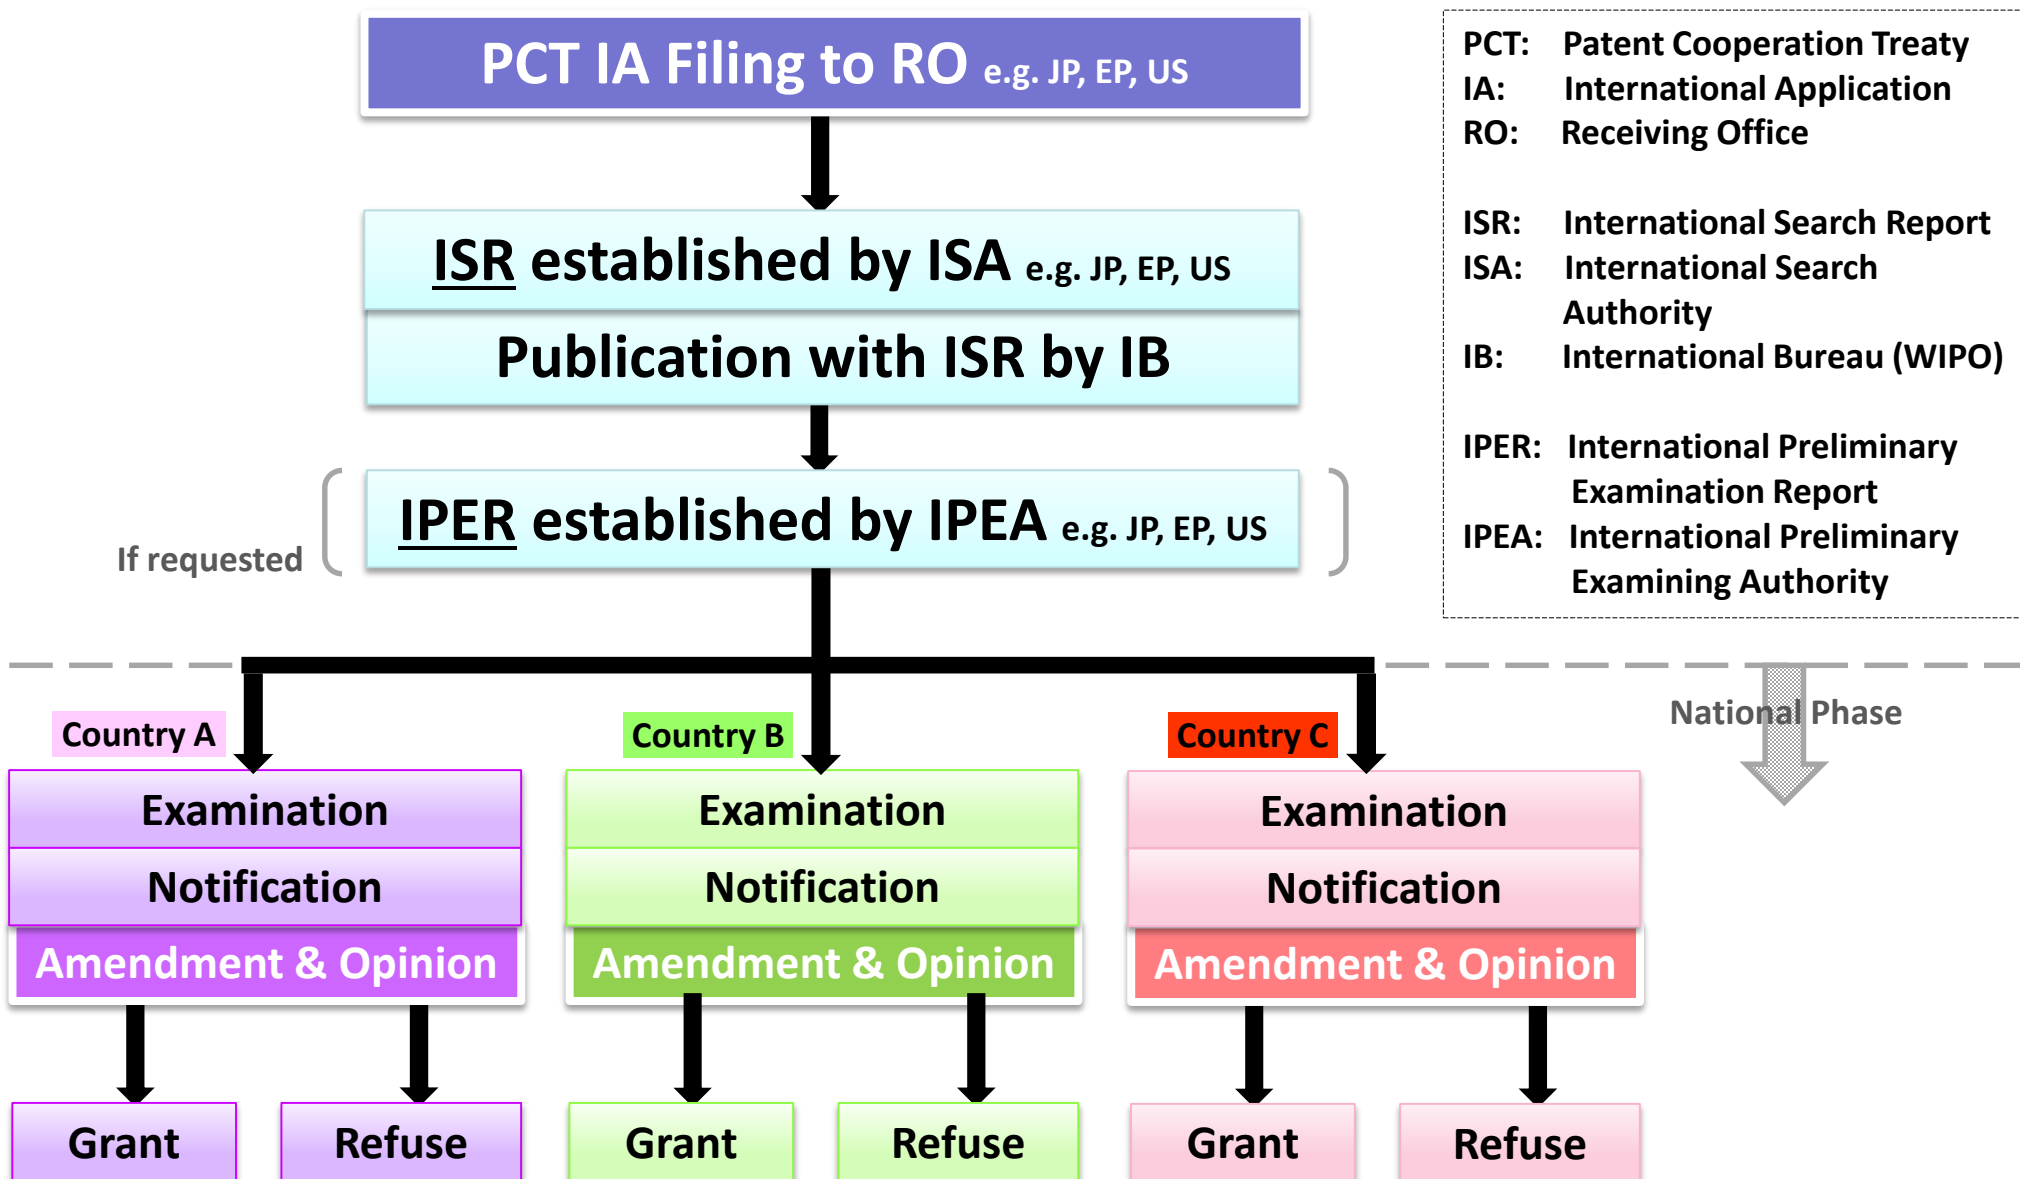 PCT IA Filing to RO e.g. JP, EP, US
ISR established by ISA e.g. JP, EP, US
Publication with ISR by IB
If requested
IPER established by IPEA e.g. JP, EP, US
PCT: Patent Cooperation Treaty
IA: International Application
RO: Receiving Office
ISR: International Search Report
ISA: International Search
Authority
IB: International Bureau (WIPO)
IPER: International Preliminary
Examination Report
IPEA: International Preliminary
Examining Authority
National Phase
Country A
Examination
Notification
Amendment & Opinion
Grant
Refuse
Country B
Examination
Notification
Amendment & Opinion
Grant
Refuse
Country C
Examination
Notification
Amendment & Opinion
Grant
Refuse